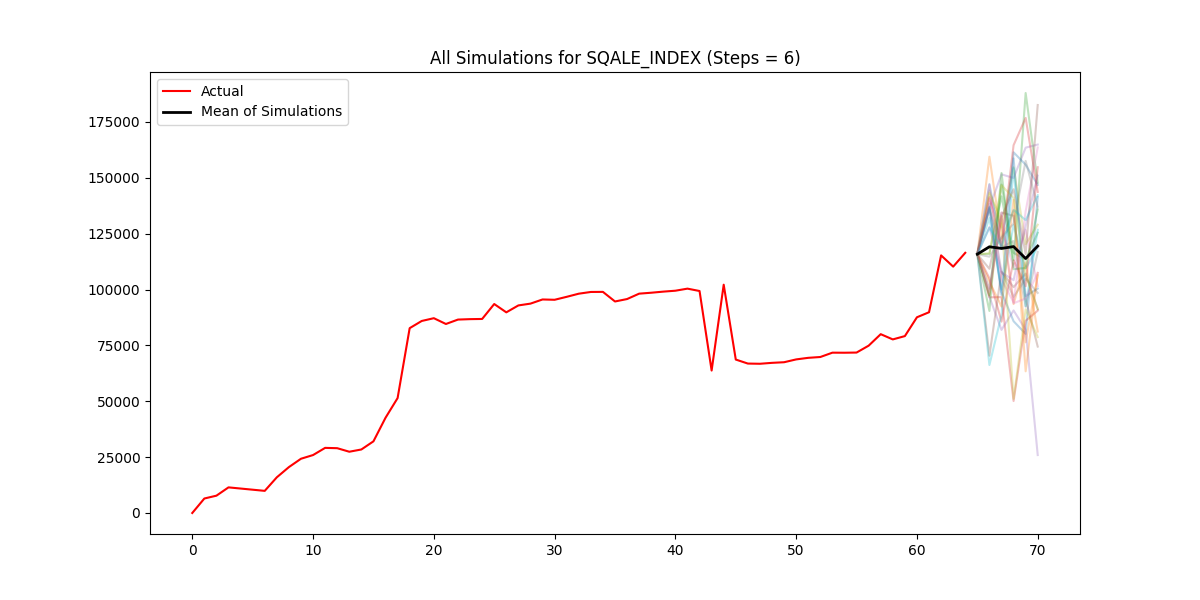 All Simulations for SQALE_INDEX (Steps = 6)
Actual
Mean of Simulations
175000
150000
125000
100000
75000
50000
25000
0
0 10 20 30 40 50 60 70